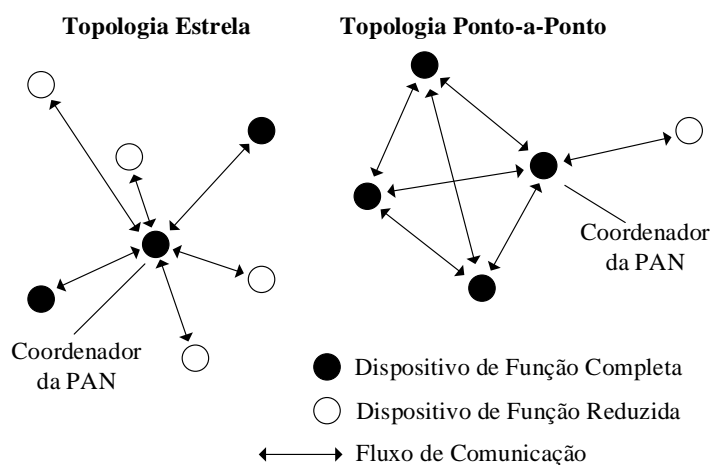 Topologia Estrela
Topologia Ponto-a-Ponto
Coordenador
da PAN
Coordenador
da PAN
Dispositivo de Função Completa
Dispositivo de Função Reduzida
Fluxo de Comunicação